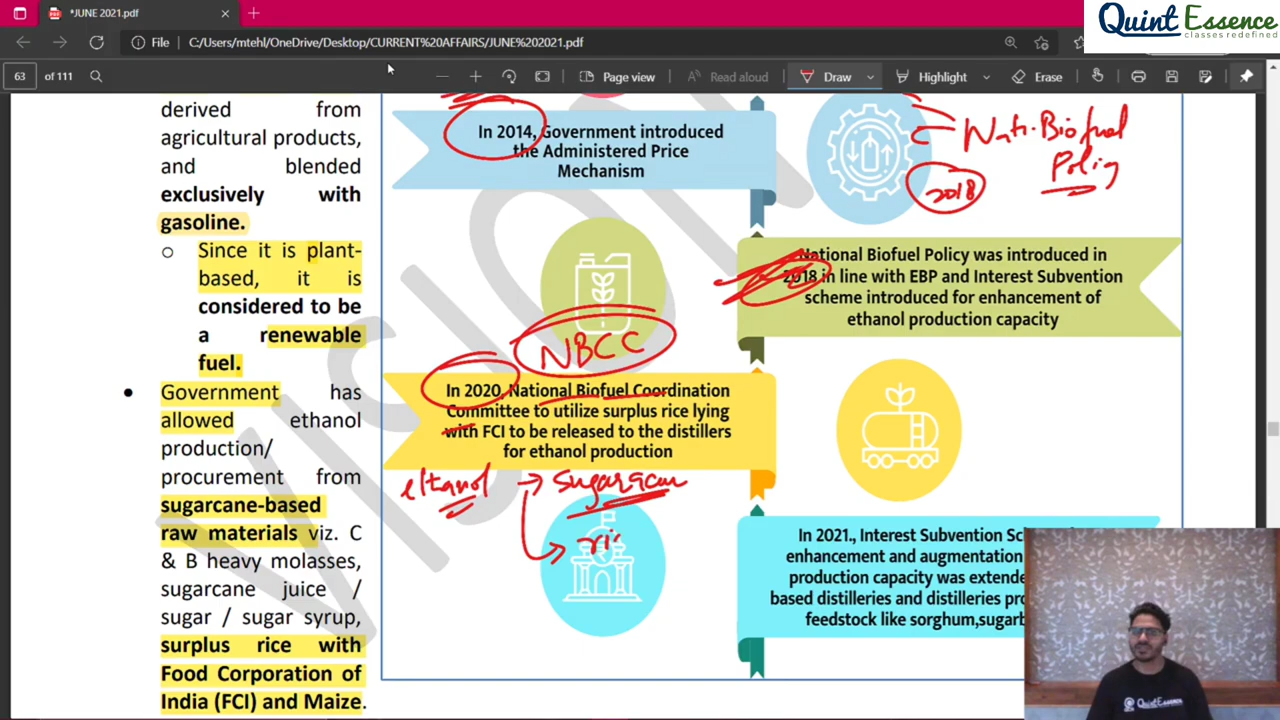 *JUNE 2021.pdf
Quint Essence
classes redefined
File C:/Users/mtehl/OneDrive/Desktop/CURRENT%20AFFAIRS/JUNE%202021.pdf
63 of 111
Page view
Read aloud
Draw
Highlight
Erase
derived from
agricultural products,
and blended
exclusively with
gasoline.
o Since it is plant-
based, it is
considered to be
a renewable
fuel.
• Government has
allowed ethanol
production/
procurement from
sugarcane-based
raw materials viz. C
& B heavy molasses,
sugarcane juice /
sugar / sugar syrup,
surplus rice with
Food Corporation of
India (FCI) and Maize.
In 2014, Government introduced
the Administered Price
Mechanism
Nati. Biofuel
Policy
2018
National Biofuel Policy was introduced in
2018 in line with EBP and Interest Subvention
scheme introduced for enhancement of
ethanol production capacity
NBCC
In 2020, National Biofuel Coordination
Committee to utilize surplus rice lying
with FCI to be released to the distillers
for ethanol production
ethanol → Sugarcane
→ ric
In 2021., Interest Subvention
enhancement and augmentation
production capacity was extende
based distilleries and distilleries pro
feedstock like sorghum,sugarb
Vision
QuintEssence